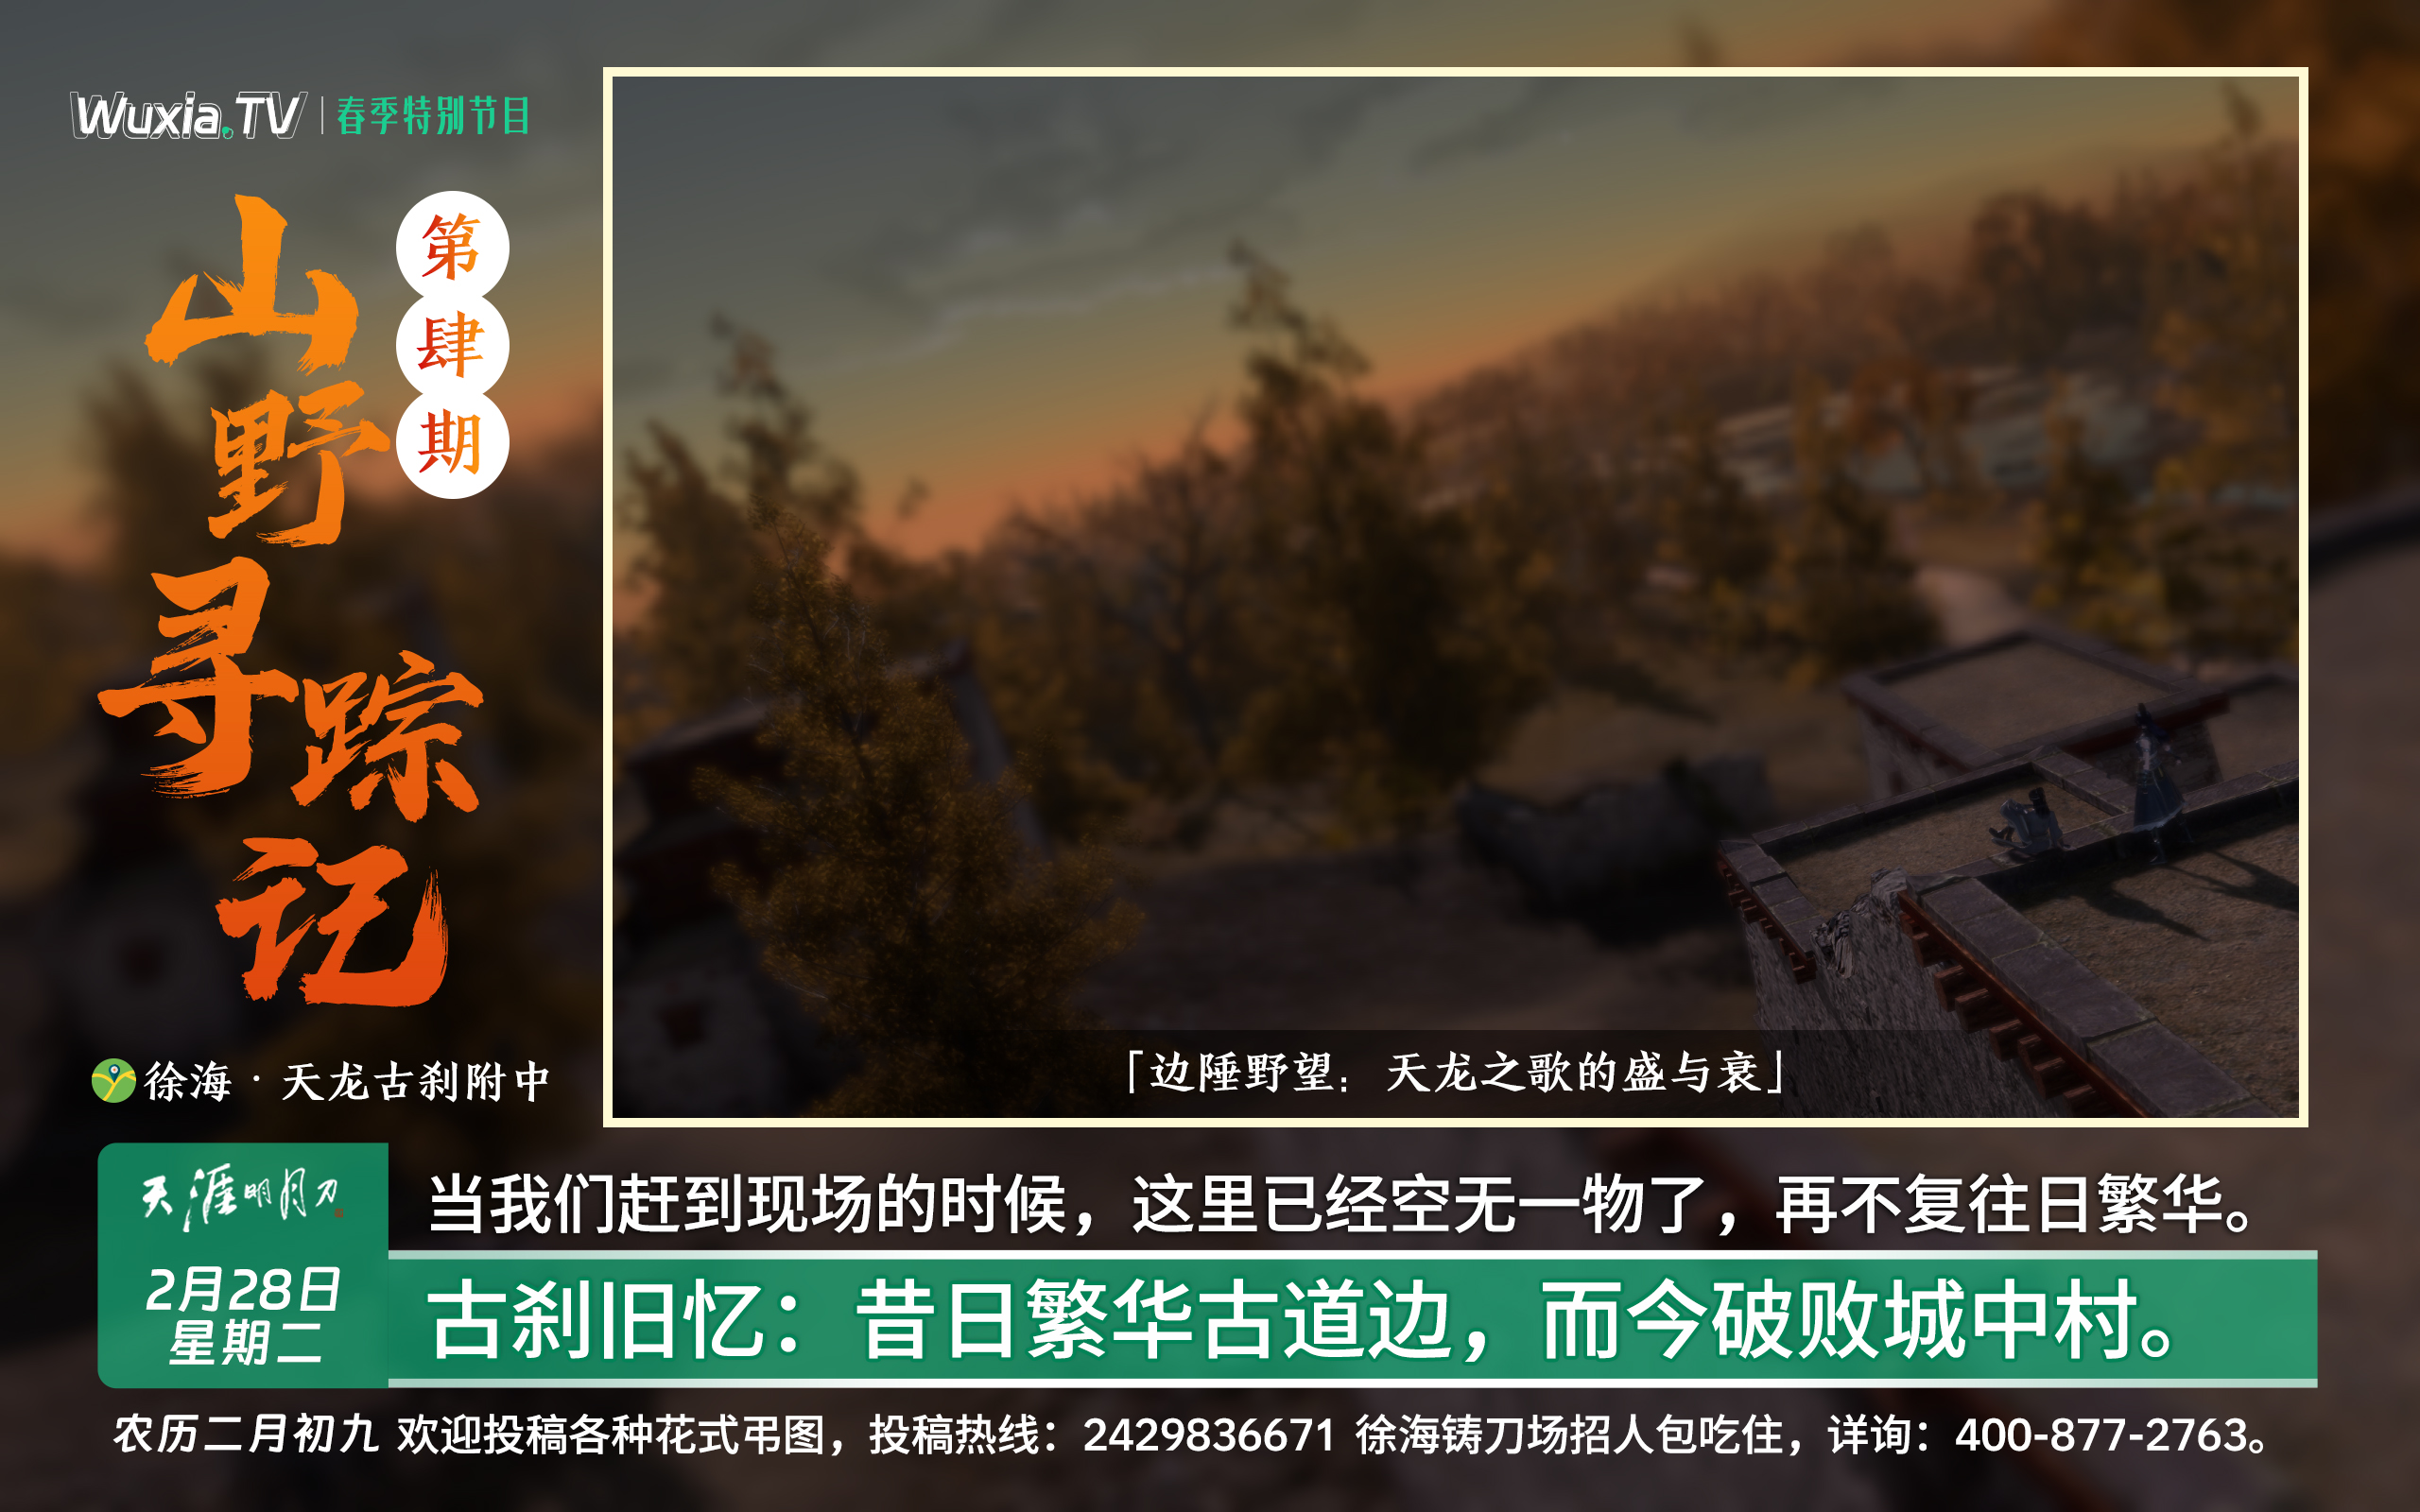 Wuxia.TV
春季特别节目
山野寻踪记
第肆期
徐海·天龙古刹附中
「边陲野望：天龙之歌的盛与衰」
天涯明月刀
2月28日
星期二
当我们赶到现场的时候，这里已经空无一物了，再不复往日繁华。
古刹旧忆：昔日繁华古道边，而今破败城中村。
农历二月初九 欢迎投稿各种花式弔图，投稿热线：2429836671 徐海铸刀场招人包吃住，详询：400-877-2763。